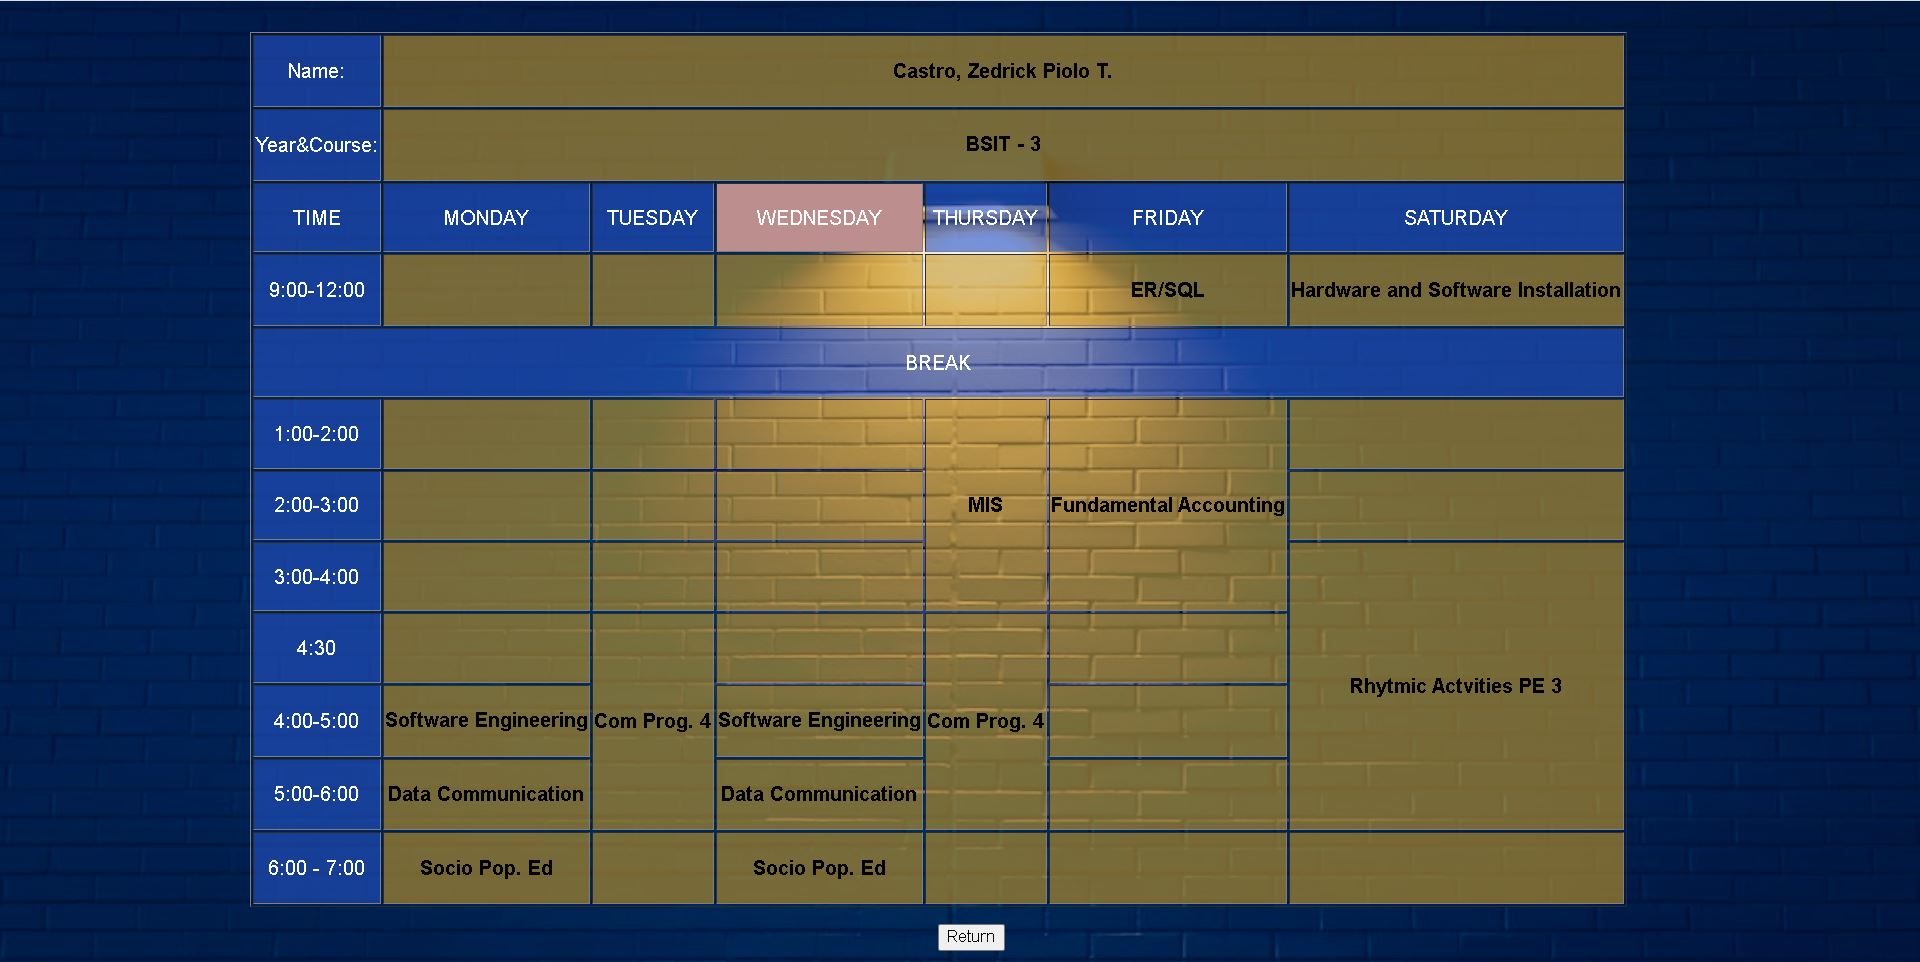 Name: Castro, Zedrick Piolo T.
Year&Course: BSIT - 3
TIME MONDAY TUESDAY WEDNESDAY THURSDAY FRIDAY SATURDAY
9:00-12:00 ER/SQL Hardware and Software Installation
BREAK
1:00-2:00
2:00-3:00 MIS Fundamental Accounting
3:00-4:00
4:30
Rhytmic Actvities PE 3
4:00-5:00 Software Engineering Com Prog. 4 Software Engineering Com Prog. 4
5:00-6:00 Data Communication Data Communication
6:00 - 7:00 Socio Pop. Ed Socio Pop. Ed
Return